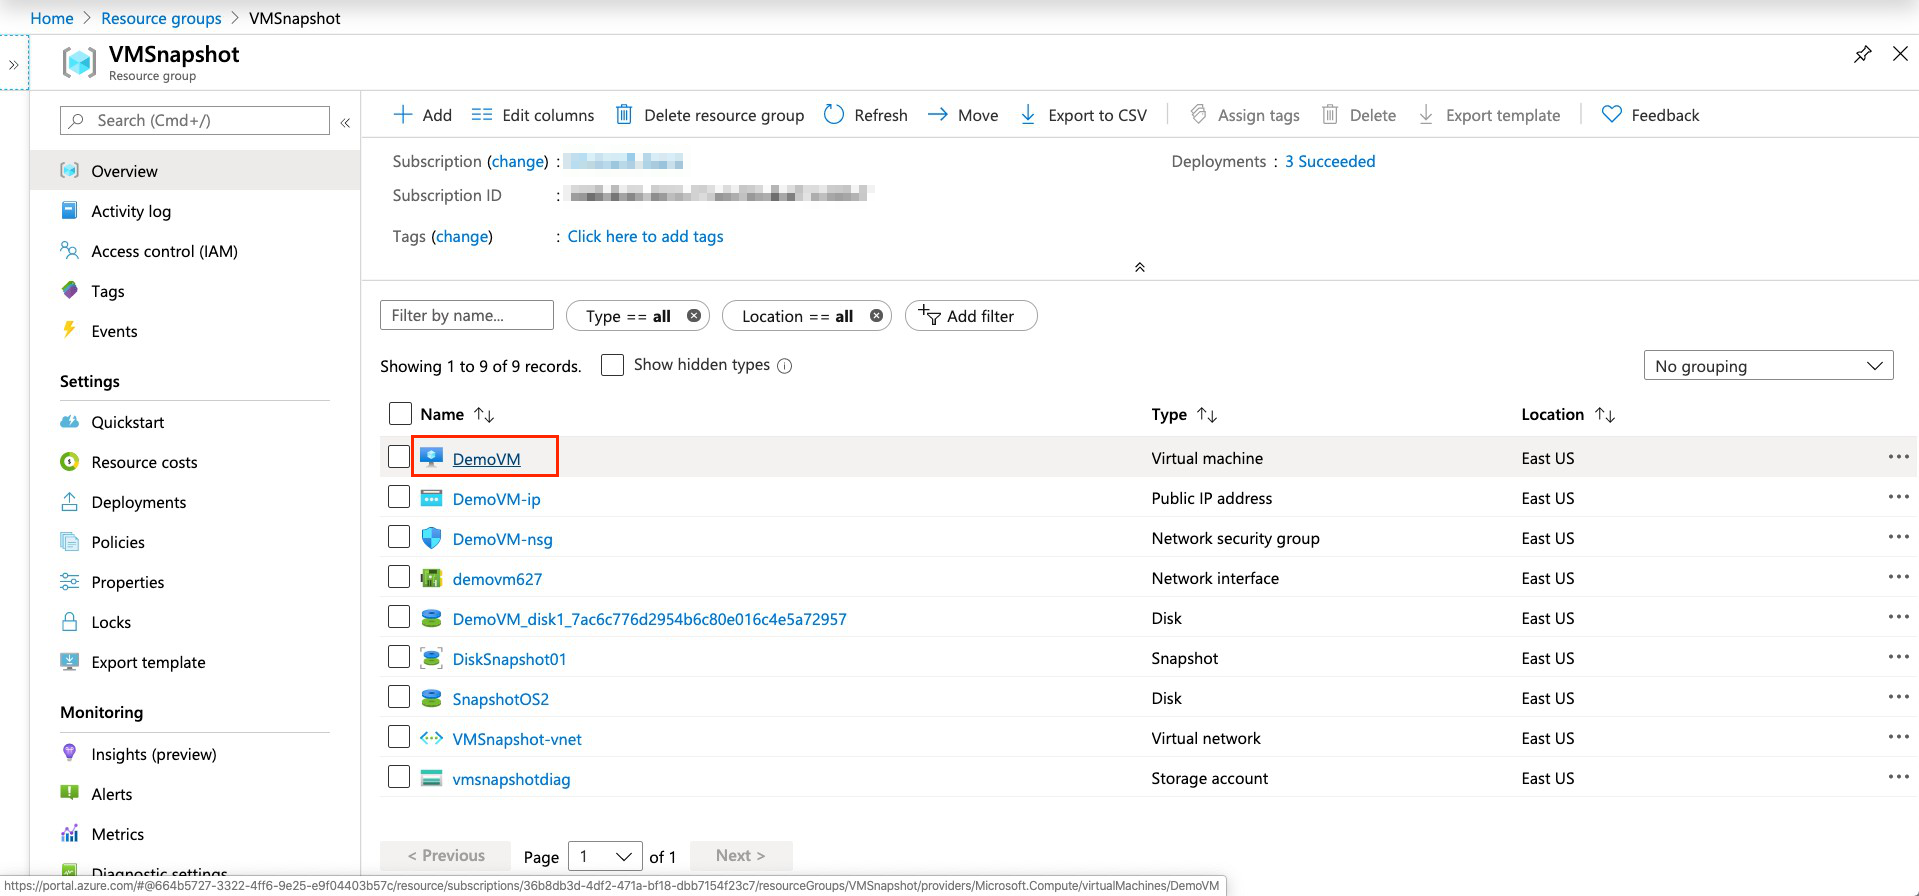 Home > Resource groups > VMSnapshot
»
VMSnapshot
Resource group
Search (Cmd+/)
«
Add
Edit columns
Delete resource group
Refresh
Move
Export to CSV
Assign tags
Delete
Export template
Feedback
Overview
Activity log
Access control (IAM)
Tags
Events
Settings
Quickstart
Resource costs
Deployments
Policies
Properties
Locks
Export template
Monitoring
Insights (preview)
Alerts
Metrics
Diagnostic settings
Subscription (change) :
Deployments : 3 Succeeded
Subscription ID :
Tags (change) : Click here to add tags
Filter by name...
Type == all
Location == all
Add filter
Showing 1 to 9 of 9 records.
Show hidden types
No grouping
Name Type Location
DemoVM Virtual machine East US
DemoVM-ip Public IP address East US
DemoVM-nsg Network security group East US
demovm627 Network interface East US
DemoVM_disk1_7ac6c776d2954b6c80e016c4e5a72957 Disk East US
DiskSnapshot01 Snapshot East US
SnapshotOS2 Disk East US
VMSnapshot-vnet Virtual network East US
vmsnapshotdiag Storage account East US
< Previous Page 1 of 1 Next >
https://portal.azure.com/#@664b5727-3322-4ff6-9e25-e9f04403b57c/resource/subscriptions/36b8db3d-4df2-471a-bf18-dbb7154f23c7/resourceGroups/VMSnapshot/providers/Microsoft.Compute/virtualMachines/DemoVM